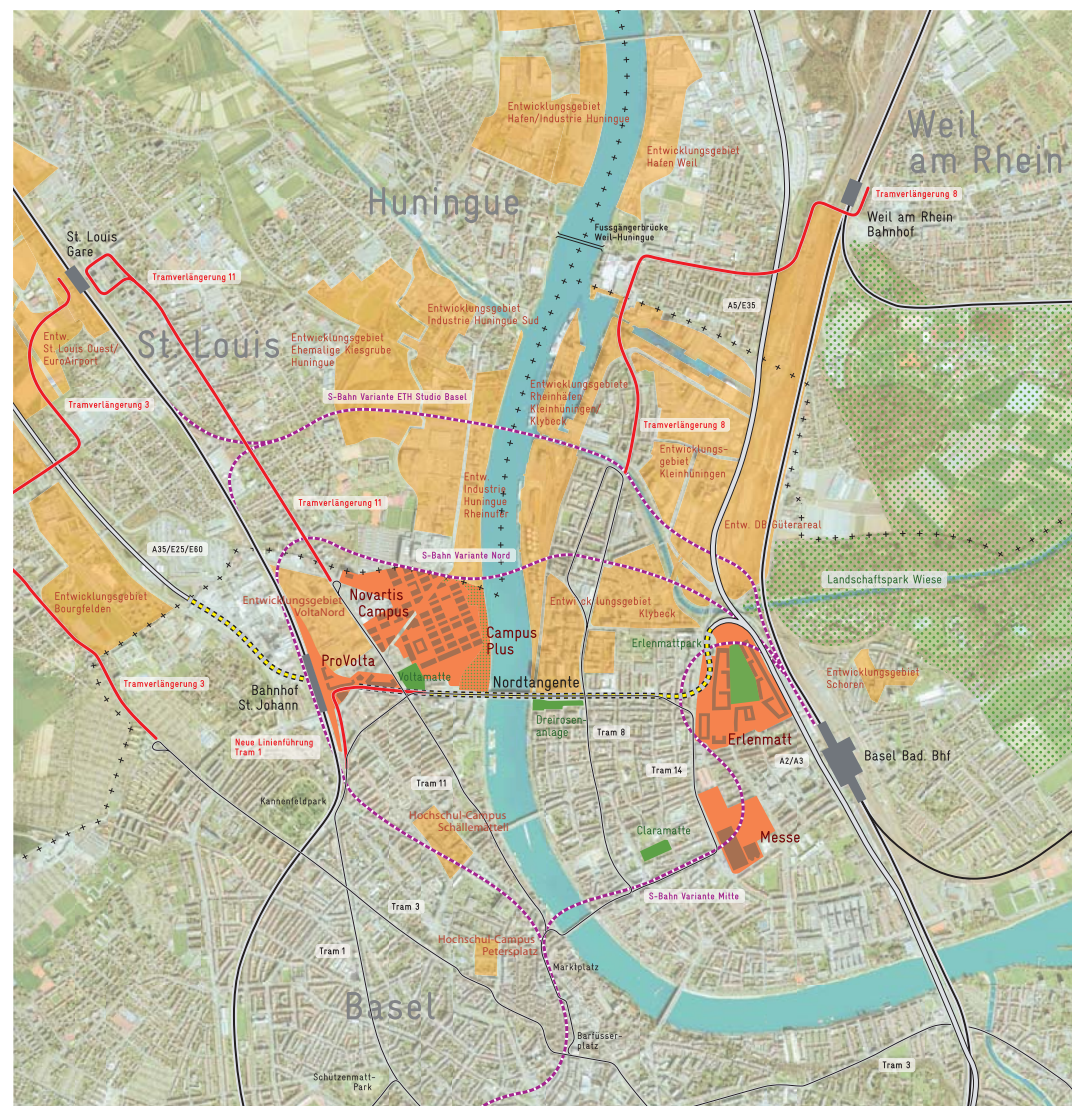 Entwicklungsgebiet
Hafen/Industrie Huningue
Weil
am Rhein
Entwicklungsgebiet
Hafen Weil
Huningue
Tramverlängerung 8
Weil am Rhein
Bahnhof
Fussgängerbrücke
Weil-Huningue
St. Louis
Gare
Tramverlängerung 11
A5/E35
Entwicklungsgebiet
Industrie Huningue Sud
Entw.
St. Louis Ouest/
EuroAirport
St. Louis
Entwicklungsgebiet
Ehemalige Kiesgrube
Huningue
Entwicklungsgebiete
Rheinhäfen
Kleinhüningen/
Klybeck
S-Bahn Variante ETH Studio Basel
Tramverlängerung 3
Tramverlängerung 8
Entwicklungs-
gebiet
Kleinhüningen
Entw.
Industrie
Huningue
Rheinufer
Tramverlängerung 11
Entw. DB Güterareal
A35/E25/E60
S-Bahn Variante Nord
Landschaftspark Wiese
Entwicklungsgebiet
Bourgfelden
Entwicklungsgebiet
VoltaNord
Novartis
Campus
Entwicklungsgebiet
Klybeck
Campus
Plus
Erlenmattpark
ProVolta
Voltamatte
Entwicklungsgebiet
Schoren
Tramverlängerung 3
Bahnhof
St. Johann
Nordtangente
Dreirosen-
anlage
Tram 8
Erlenmatt
Neue Linienführung
Tram 1
A2/A3
Basel Bad. Bhf
Tram 14
Tram 11
Kannenfeldpark
Hochschul-Campus
Schällemätteli
Claramatte
Messe
S-Bahn Variante Mitte
Tram 3
Hochschul-Campus
Petersplatz
Tram 1
Marktplatz
Basel
Barfüsser-
platz
Tram 3
Schützenmatt-
Park